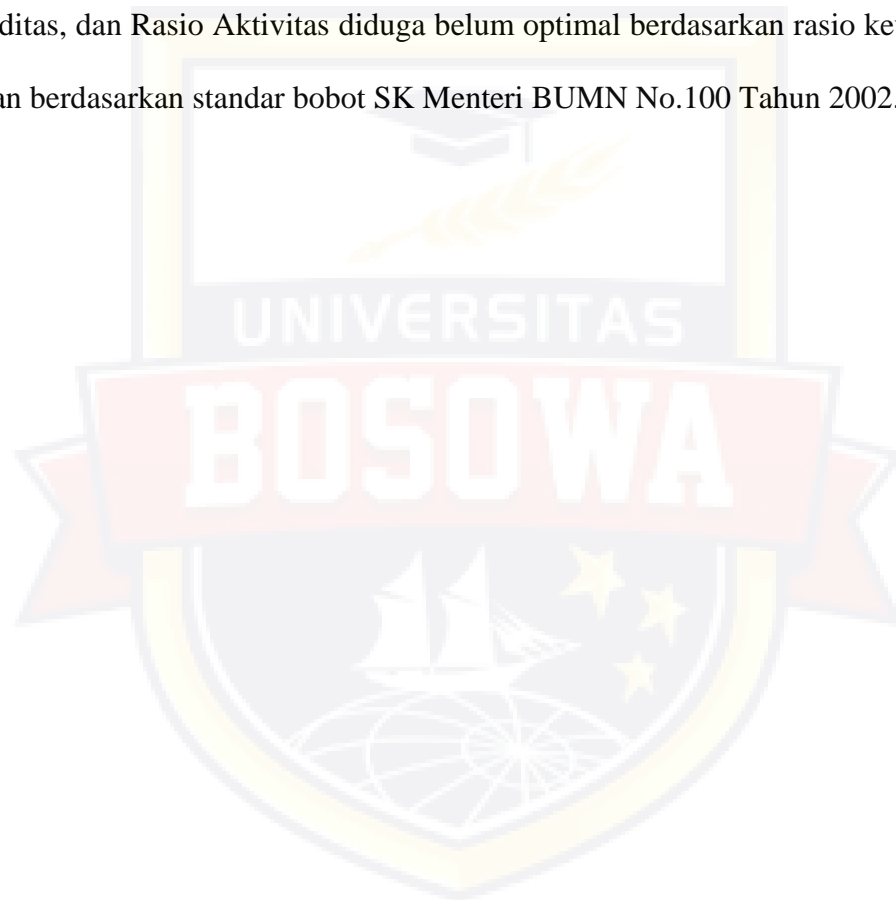 ditas, dan Rasio Aktivitas diduga belum optimal berdasarkan rasio ke
an berdasarkan standar bobot SK Menteri BUMN No.100 Tahun 2002.
UNIVERSITAS
BOSOWA